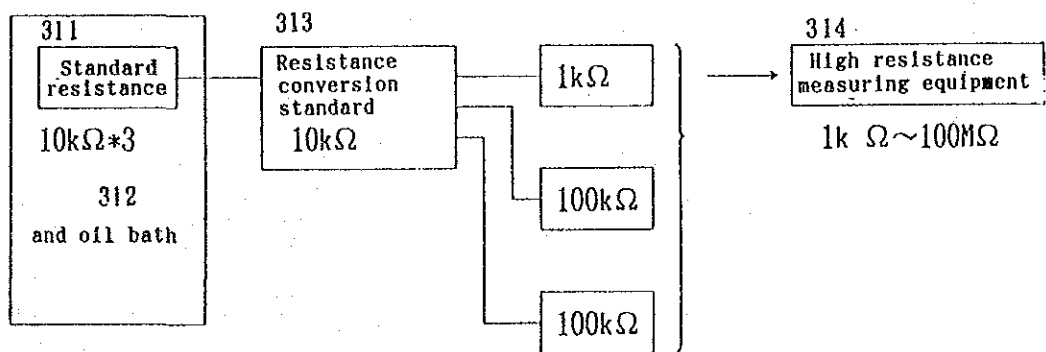 311
Standard
resistance
10kΩ*3
312
and oil bath
313
Resistance
conversion
standard
10kΩ
1kΩ
100kΩ
100kΩ
314
High resistance
measuring equipment
1k Ω～100MΩ